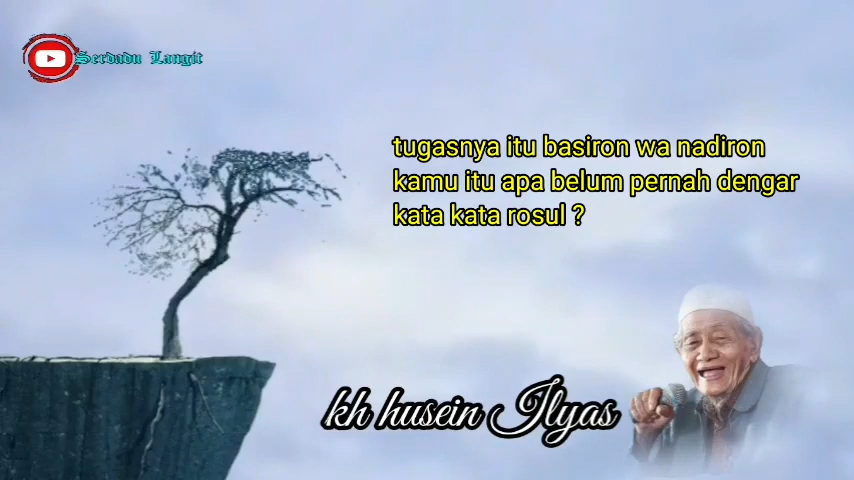 Serdadu Langit
tugasnya itu basiron wa nadiron
kamu itu apa belum pernah dengar
kata kata rosul ?
kh husein Ilyas